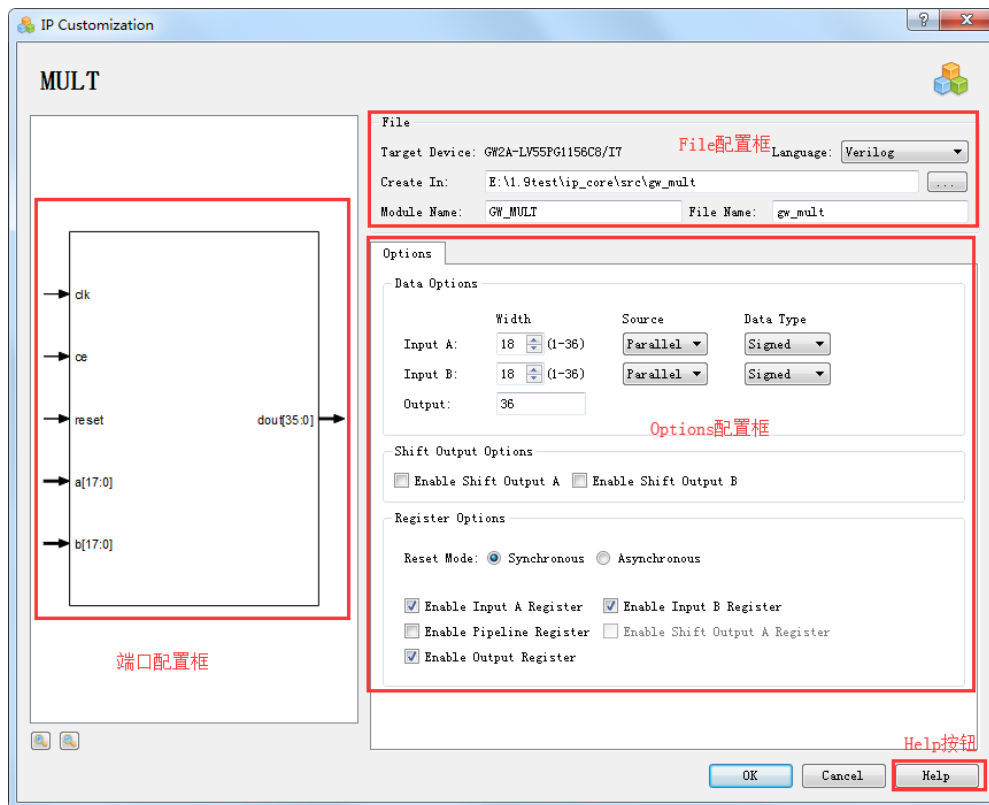 IP Customization
MULT
File
Target Device: GW2A-LV55PG1156C8/I7
File配置框
Language: Verilog
Create In: E:\1.9test\ip_core\src\gw_mult ...
Module Name: GW_MULT File Name: gw_mult
Options
Data Options
Width Source Data Type
Input A: 18 (1-36) Parallel Signed
Input B: 18 (1-36) Parallel Signed
Output: 36
Options配置框
Shift Output Options
Enable Shift Output A Enable Shift Output B
Register Options
Reset Mode: Synchronous Asynchronous
Enable Input A Register Enable Input B Register
Enable Pipeline Register Enable Shift Output A Register
Enable Output Register
clk
ce
reset dout[35:0]
a[17:0]
b[17:0]
端口配置框
Help按钮
OK Cancel Help